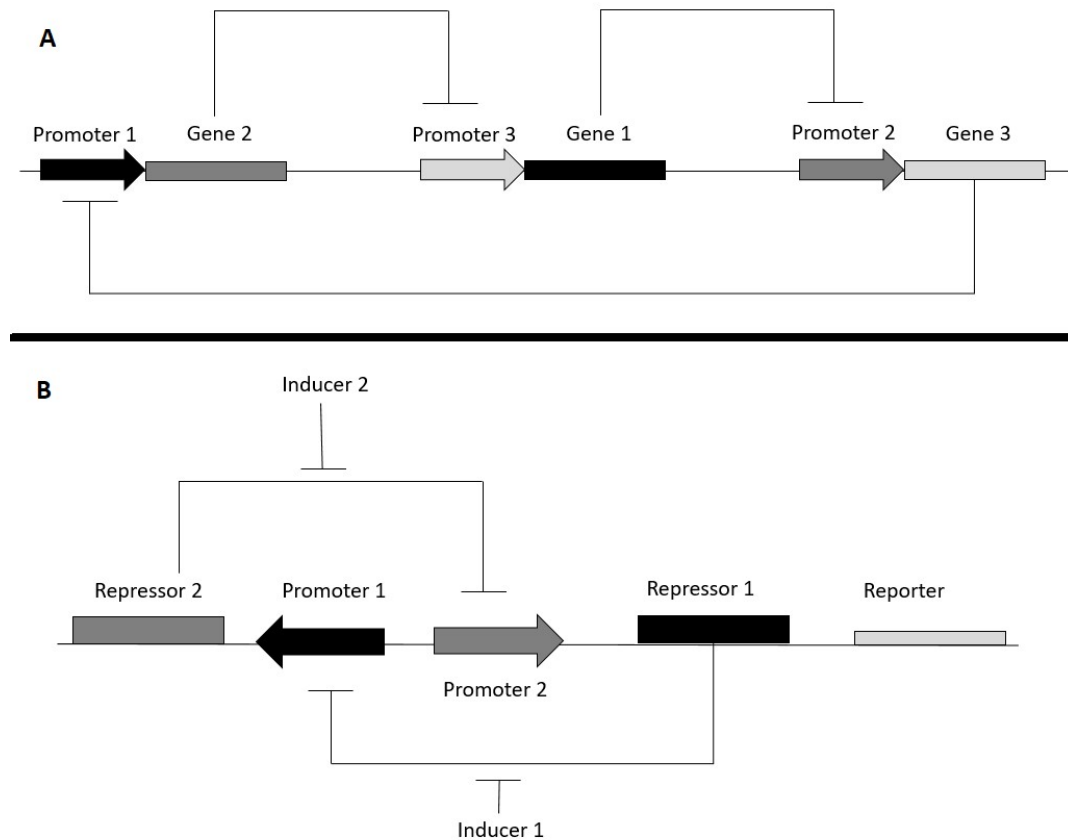 A
Promoter 1
Gene 2
Promoter 3
Gene 1
Promoter 2
Gene 3
B
Inducer 2
Repressor 2
Promoter 1
Repressor 1
Reporter
Promoter 2
Inducer 1